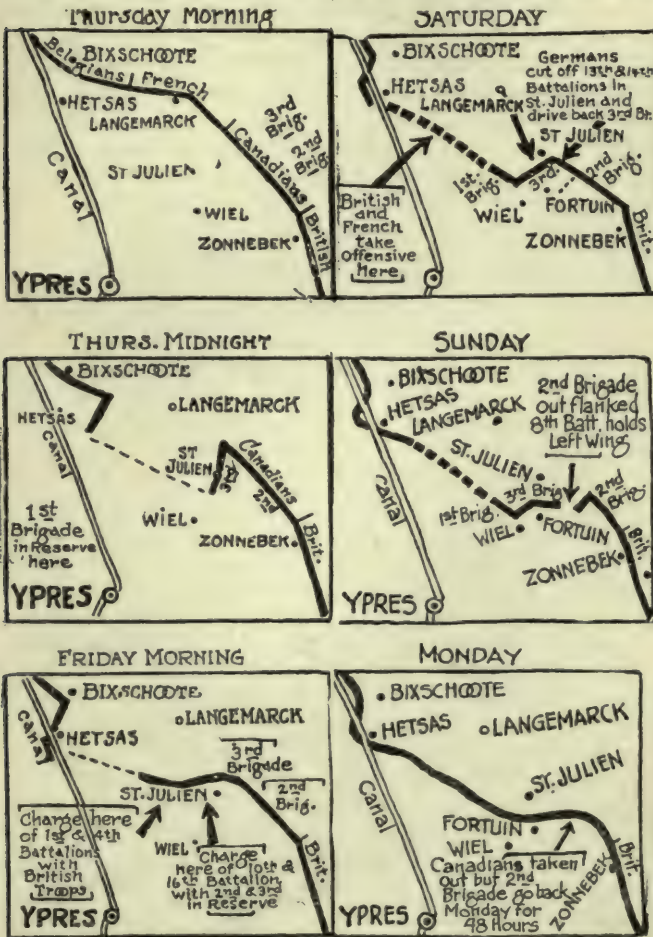 Thursday Morning
BIXSCHOOTE
Belgians French
HETSAS
LANGEMARCK
3rd
Brig.
2nd
Brig.
Canadians
Canal
ST JULIEN
WIEL
British
ZONNEBEK
YPRES
SATURDAY
BIXSCHOOTE
Germans
cut off 13th & 14th
Battalions in
St. Julien and
drive back 3rd Br.
HETSAS
LANGEMARCK
ST JULIEN
1st
Brig.
3rd
2nd
Brig.
British
and
French
take
Offensive
here
WIEL
FORTUIN
ZONNEBEK
Brit.
YPRES
THURS. MIDNIGHT
BIXSCHOOTE
HETSAS
LANGEMARCK
Canal
ST
JULIEN
3rd
Canadians
2nd
1st
Brigade
in Reserve
here
WIEL
ZONNEBEK
Brit.
YPRES
SUNDAY
BIXSCHOOTE
HETSAS
LANGEMARCK
2nd Brigade
out flanked
8th Batt. holds
Left Wing
ST. JULIEN
Canal
1st Brig.
3rd Brig
2nd
Brig.
WIEL
FORTUIN
Brit.
ZONNEBEK
YPRES
FRIDAY MORNING
BIXSCHOOTE
LANGEMARCK
Canal
HETSAS
3rd
Brigade
2nd
Brig.
ST. JULIEN
Charge here
of 1st & 4th
Battalions
with
British
Troops
WIEL
Charge
here of 10th &
16th Battalion
with 2nd & 3rd
in Reserve
Brit.
YPRES
MONDAY
BIXSCHOOTE
HETSAS
LANGEMARCK
ST. JULIEN
Canal
FORTUIN
WIEL
Canadians taken
out but 2nd
Brigade go back
Monday for
48 Hours
Brit.
ZONNEBEK
YPRES